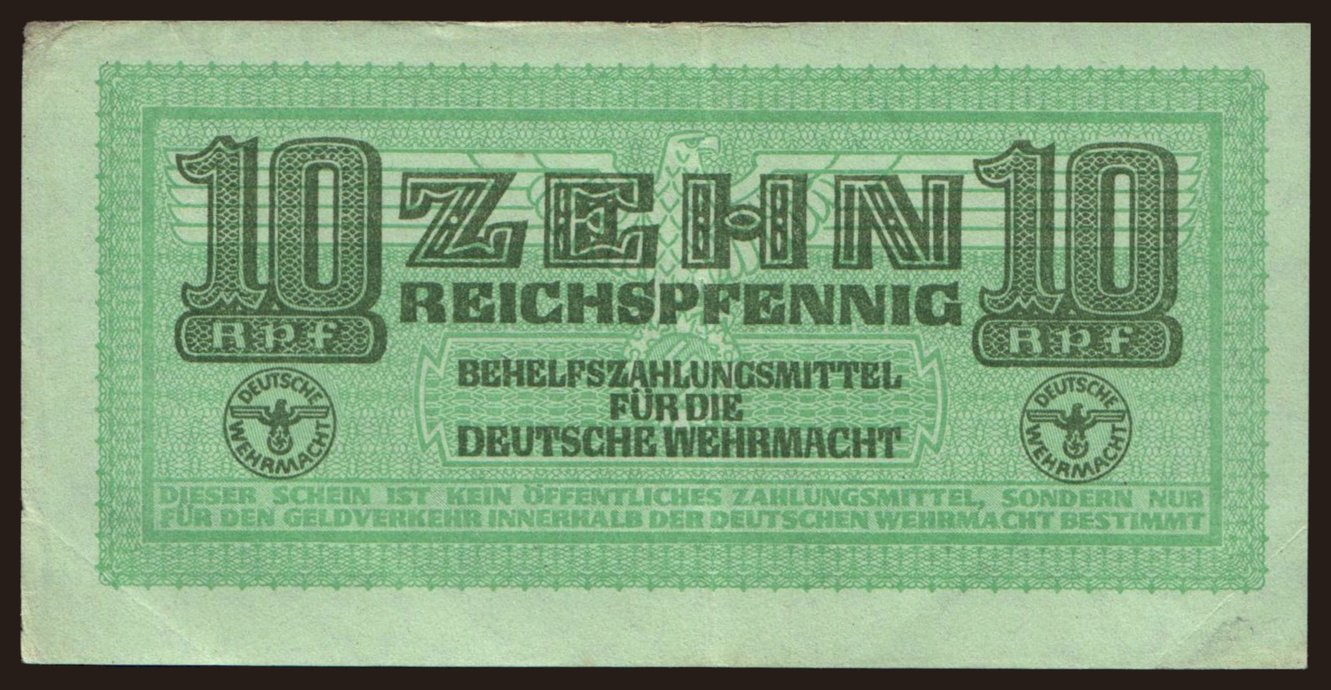 10 ZEHN 10
REICHSPFENNIG
Rpf Rpf
BEHELFSZAHLUNGSMITTEL
FÜR DIE
DEUTSCHE WEHRMACHT
DEUTSCHE WEHRMACHT
DEUTSCHE WEHRMACHT
DIESER SCHEIN IST KEIN ÖFFENTLICHES ZAHLUNGSMITTEL, SONDERN NUR
FÜR DEN GELDVERKEHR INNERHALB DER DEUTSCHEN WEHRMACHT BESTIMMT